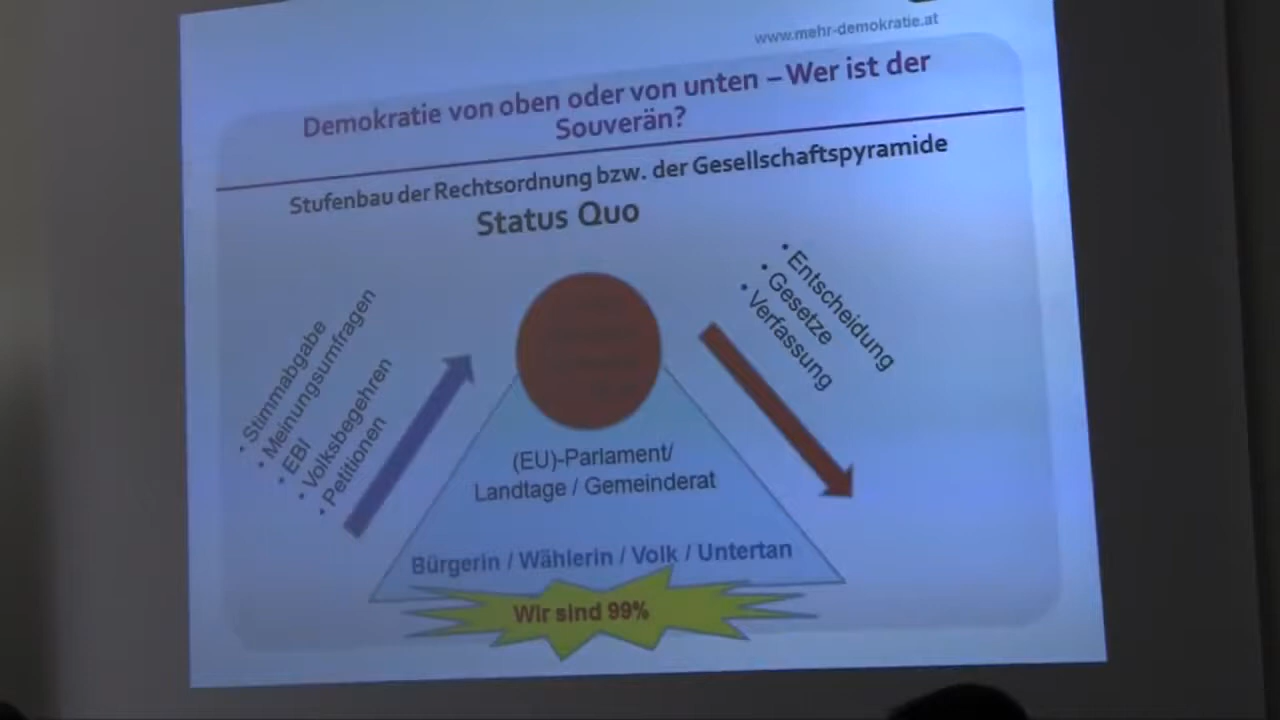 www.mehr-demokratie.at
Demokratie von oben oder von unten – Wer ist der
Souverän?
Stufenbau der Rechtsordnung bzw. der Gesellschaftspyramide
Status Quo
• Stimmabgabe
• Meinungsumfragen
• EBI
• Volksbegehren
• Petitionen
• Entscheidung
• Gesetze
• Verfassung
(EU)-Parlament/
Landtage / Gemeinderat
BürgerIn / WählerIn / Volk / Untertan
Wir sind 99%